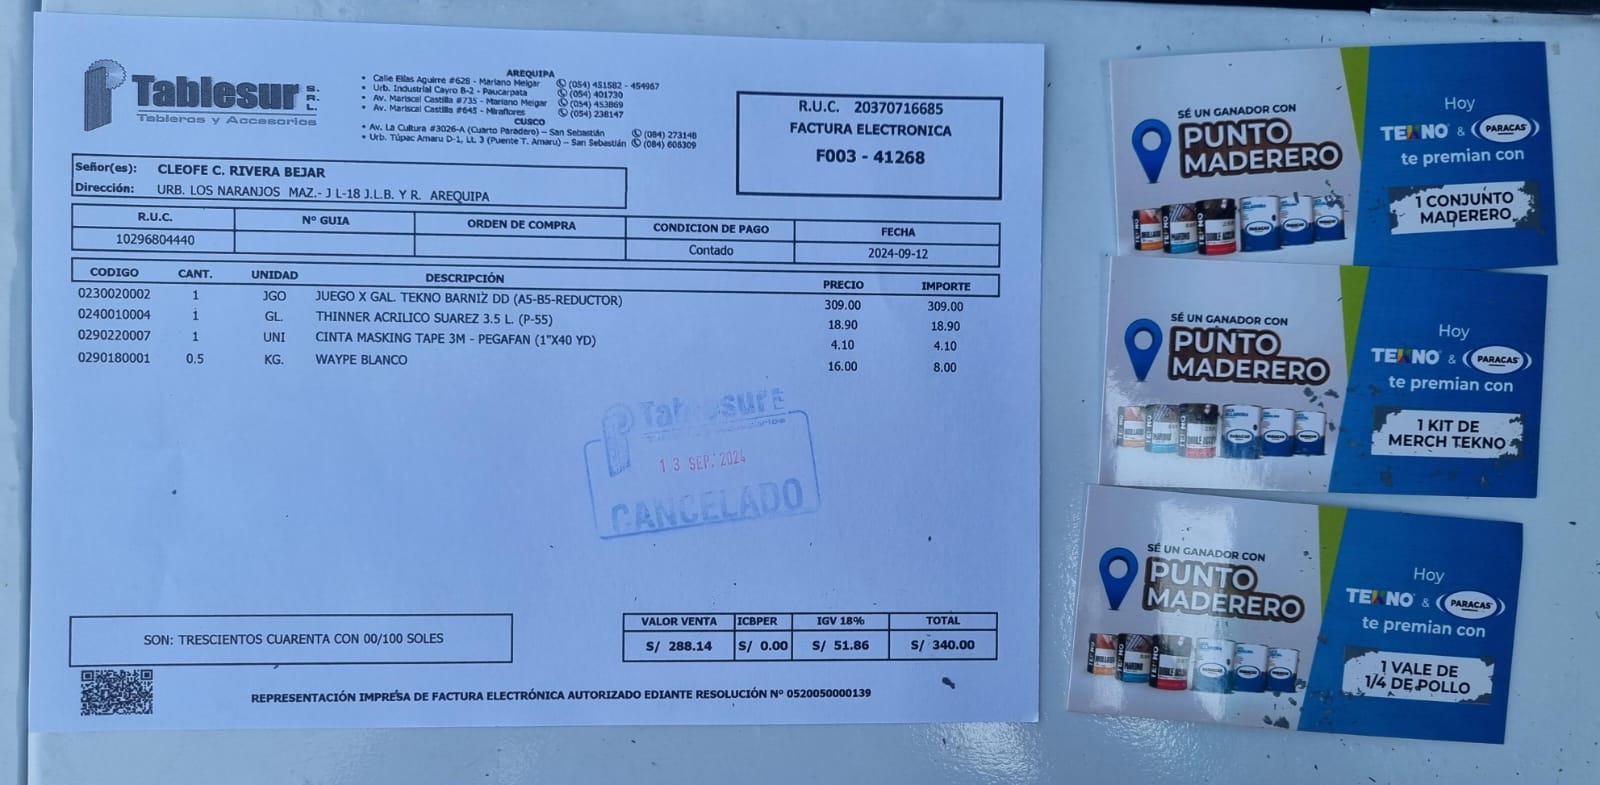 Tablesur S.R.L.
Tableros y Accesorios
AREQUIPA
• Calle Elias Aguirre #628 - Mariano Melgar (054) 451582 - 454967
• Urb. Industrial Cayro B-2 - Paucarpata (054) 401730
• Av. Mariscal Castilla #735 - Mariano Melgar (054) 453869
• Av. Mariscal Castilla #645 - Miraflores (054) 238147
CUSCO
• Av. La Cultura #3026-A (Cuarto Paradero) – San Sebastián (084) 273148
• Urb. Túpac Amaru D-1, Lt. 3 (Puente T. Amaru) – San Sebastián (084) 606309
R.U.C. 20370716685
FACTURA ELECTRONICA
F003 - 41268
Señor(es): CLEOFE C. RIVERA BEJAR
Dirección: URB. LOS NARANJOS MAZ.- J L-18 J.L.B. Y R. AREQUIPA
R.U.C. Nº GUIA ORDEN DE COMPRA CONDICION DE PAGO FECHA
10296804440 Contado 2024-09-12
CODIGO CANT. UNIDAD DESCRIPCIÓN PRECIO IMPORTE
0230020002 1 JGO JUEGO X GAL. TEKNO BARNIZ DD (A5-B5-REDUCTOR) 309.00 309.00
0240010004 1 GL. THINNER ACRILICO SUAREZ 3.5 L. (P-55) 18.90 18.90
0290220007 1 UNI CINTA MASKING TAPE 3M - PEGAFAN (1"X40 YD) 4.10 4.10
0290180001 0.5 KG. WAYPE BLANCO 16.00 8.00
Tablesur
13 SEP. 2024
CANCELADO
SON: TRESCIENTOS CUARENTA CON 00/100 SOLES
VALOR VENTA ICBPER IGV 18% TOTAL
S/ 288.14 S/ 0.00 S/ 51.86 S/ 340.00
REPRESENTACIÓN IMPRESA DE FACTURA ELECTRÓNICA AUTORIZADO EDIANTE RESOLUCIÓN Nº 0520050000139
SÉ UN GANADOR CON
PUNTO
MADERERO
Hoy
TEKNO & PARACAS
te premian con
1 CONJUNTO
MADERERO
SÉ UN GANADOR CON
PUNTO
MADERERO
Hoy
TEKNO & PARACAS
te premian con
1 KIT DE
MERCH TEKNO
SÉ UN GANADOR CON
PUNTO
MADERERO
Hoy
TEKNO & PARACAS
te premian con
1 VALE DE
1/4 DE POLLO